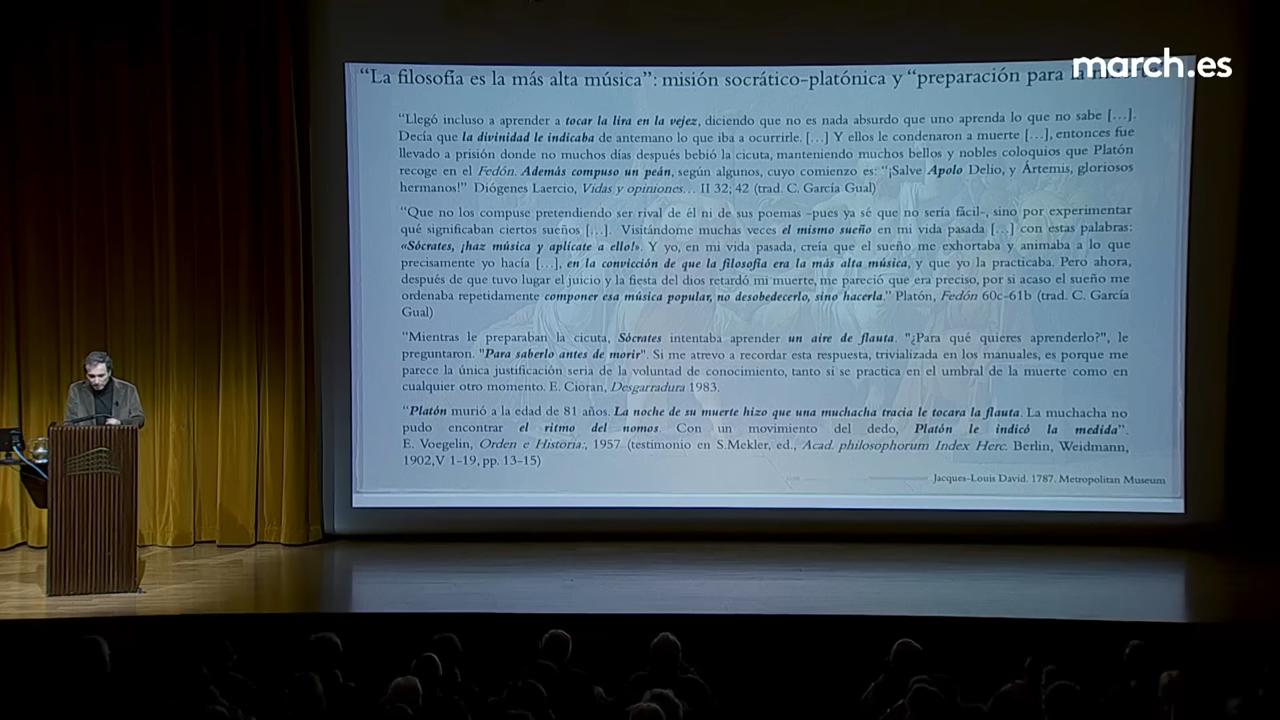 march.es
“La filosofía es la más alta música”: misión socrático-platónica y “preparación para
“Llegó incluso a aprender a tocar la lira en la vejez, diciendo que no es nada absurdo que uno aprenda lo que no sabe […].
Decía que la divinidad le indicaba de antemano lo que iba a ocurrirle. […] Y ellos le condenaron a muerte […], entonces fue
llevado a prisión donde no muchos días después bebió la cicuta, manteniendo muchos bellos y nobles coloquios que Platón
recoge en el Fedón. Además compuso un peán, según algunos, cuyo comienzo es: “¡Salve Apolo Delio, y Ártemis, gloriosos
hermanos!” Diógenes Laercio, Vidas y opiniones… II 32; 42 (trad. C. García Gual)
“Que no los compuse pretendiendo ser rival de él ni de sus poemas –pues ya sé que no sería fácil–, sino por experimentar
qué significaban ciertos sueños […]. Visitándome muchas veces el mismo sueño en mi vida pasada […] con estas palabras:
«Sócrates, ¡haz música y aplícate a ello!». Y yo, en mi vida pasada, creía que el sueño me exhortaba y animaba a lo que
precisamente yo hacía […], en la convicción de que la filosofía era la más alta música, y que yo la practicaba. Pero ahora,
después de que tuvo lugar el juicio y la fiesta del dios retardó mi muerte, me pareció que era preciso, por si acaso el sueño me
ordenaba repetidamente componer esa música popular, no desobedecerlo, sino hacerla.” Platón, Fedón 60c-61b (trad. C. García
Gual)
"Mientras le preparaban la cicuta, Sócrates intentaba aprender un aire de flauta. "¿Para qué quieres aprenderlo?", le
preguntaron. "Para saberlo antes de morir". Si me atrevo a recordar esta respuesta, trivializada en los manuales, es porque me
parece la única justificación seria de la voluntad de conocimiento, tanto si se practica en el umbral de la muerte como en
cualquier otro momento. E. Cioran, Desgarradura 1983.
“Platón murió a la edad de 81 años. La noche de su muerte hizo que una muchacha tracia le tocara la flauta. La muchacha no
pudo encontrar el ritmo del nomos. Con un movimiento del dedo, Platón le indicó la medida”.
E. Voegelin, Orden e Historia:, 1957 (testimonio en S.Mekler, ed., Acad. philosophorum Index Herc. Berlin, Weidmann,
1902,V 1-19, pp. 13-15)
Jacques-Louis David. 1787. Metropolitan Museum